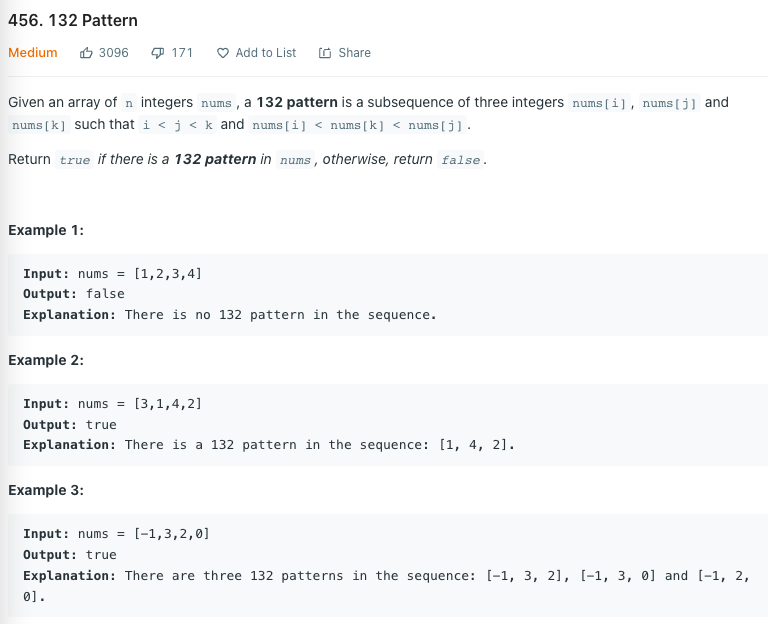 456. 132 Pattern
Medium 3096 171 Add to List Share
Given an array of n integers nums, a 132 pattern is a subsequence of three integers nums[i], nums[j] and
nums[k] such that i < j < k and nums[i] < nums[k] < nums[j].
Return true if there is a 132 pattern in nums, otherwise, return false.
Example 1:
Input: nums = [1,2,3,4]
Output: false
Explanation: There is no 132 pattern in the sequence.
Example 2:
Input: nums = [3,1,4,2]
Output: true
Explanation: There is a 132 pattern in the sequence: [1, 4, 2].
Example 3:
Input: nums = [-1,3,2,0]
Output: true
Explanation: There are three 132 patterns in the sequence: [-1, 3, 2], [-1, 3, 0] and [-1, 2,
0].